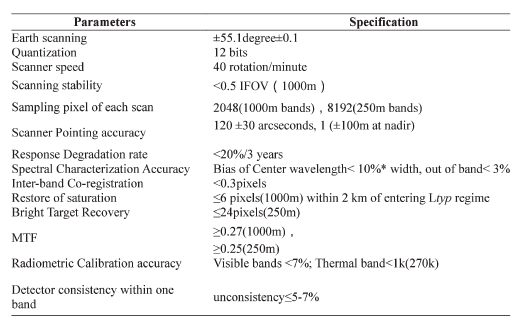 Parameters Specification
Earth scanning ±55.1degree±0.1
Quantization 12 bits
Scanner speed 40 rotation/minute
Scanning stability <0.5 IFOV（1000m）
Sampling pixel of each scan 2048(1000m bands)，8192(250m bands)
Scanner Pointing accuracy 120 ±30 arcseconds, 1 (±100m at nadir)
Response Degradation rate <20%/3 years
Spectral Characterization Accuracy Bias of Center wavelength< 10%* width, out of band< 3%
Inter-band Co-registration <0.3pixels
Restore of saturation ≤6 pixels(1000m) within 2 km of entering Ltyp regime
Bright Target Recovery ≤24pixels(250m)
MTF ≥0.27(1000m)，
≥0.25(250m)
Radiometric Calibration accuracy Visible bands <7%; Thermal band<1k(270k)
Detector consistency within one
band unconsistency≤5-7%